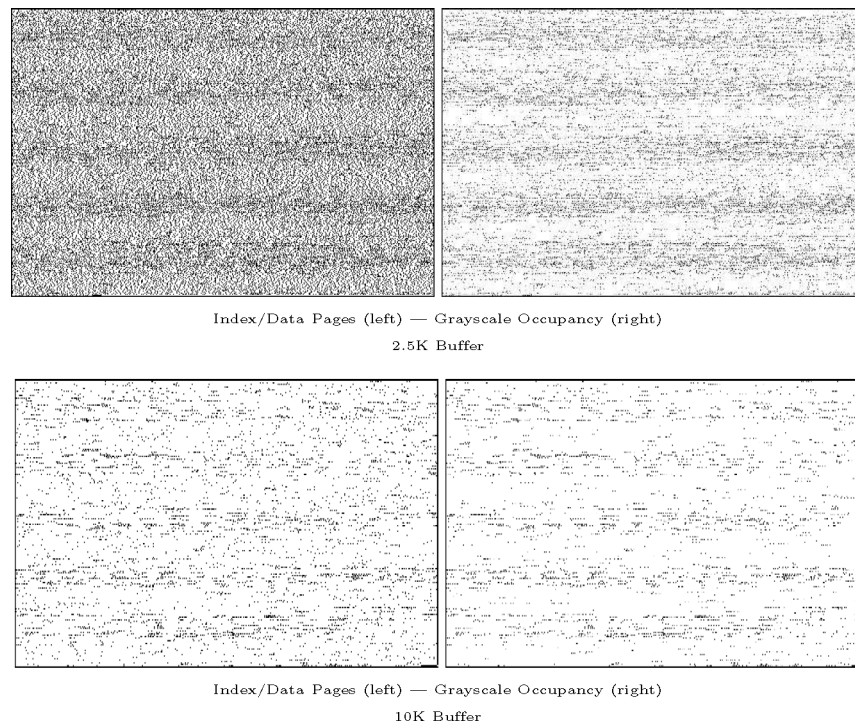 Index/Data Pages (left) — Grayscale Occupancy (right)
2.5K Buffer
Index/Data Pages (left) — Grayscale Occupancy (right)
10K Buffer